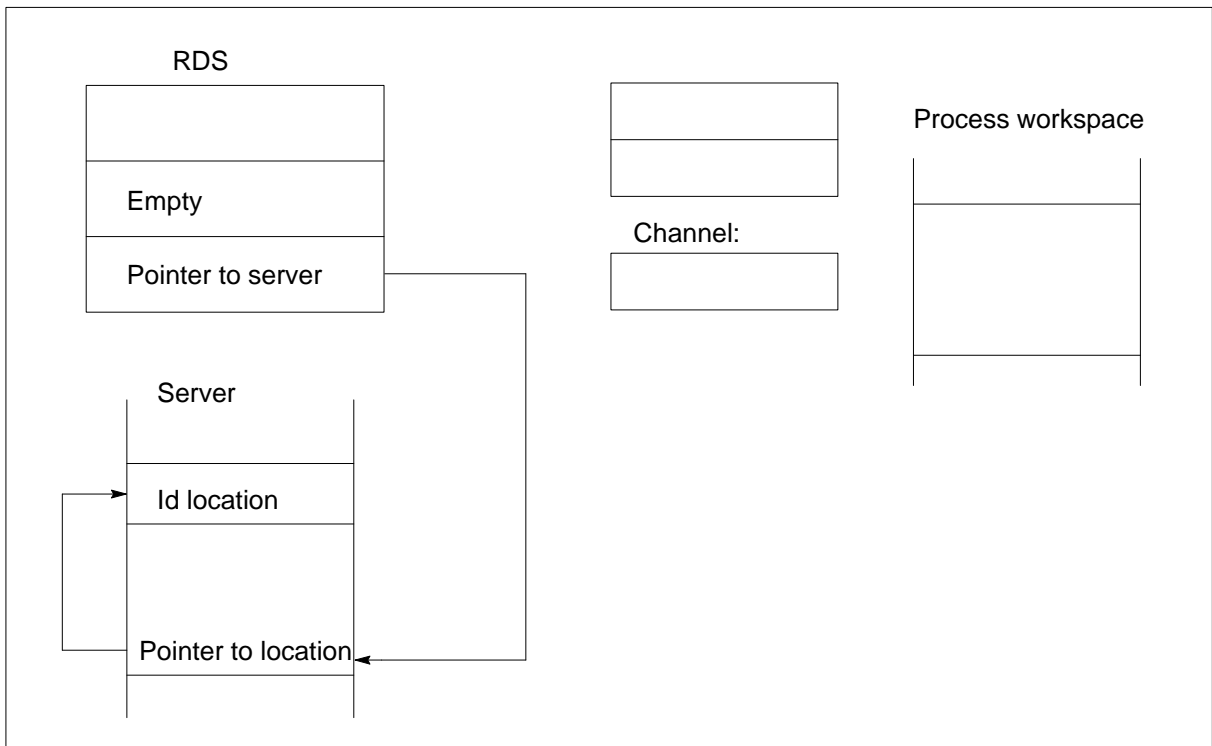 RDS
Process workspace
Empty
Channel:
Pointer to server
Server
Id location
Pointer to location